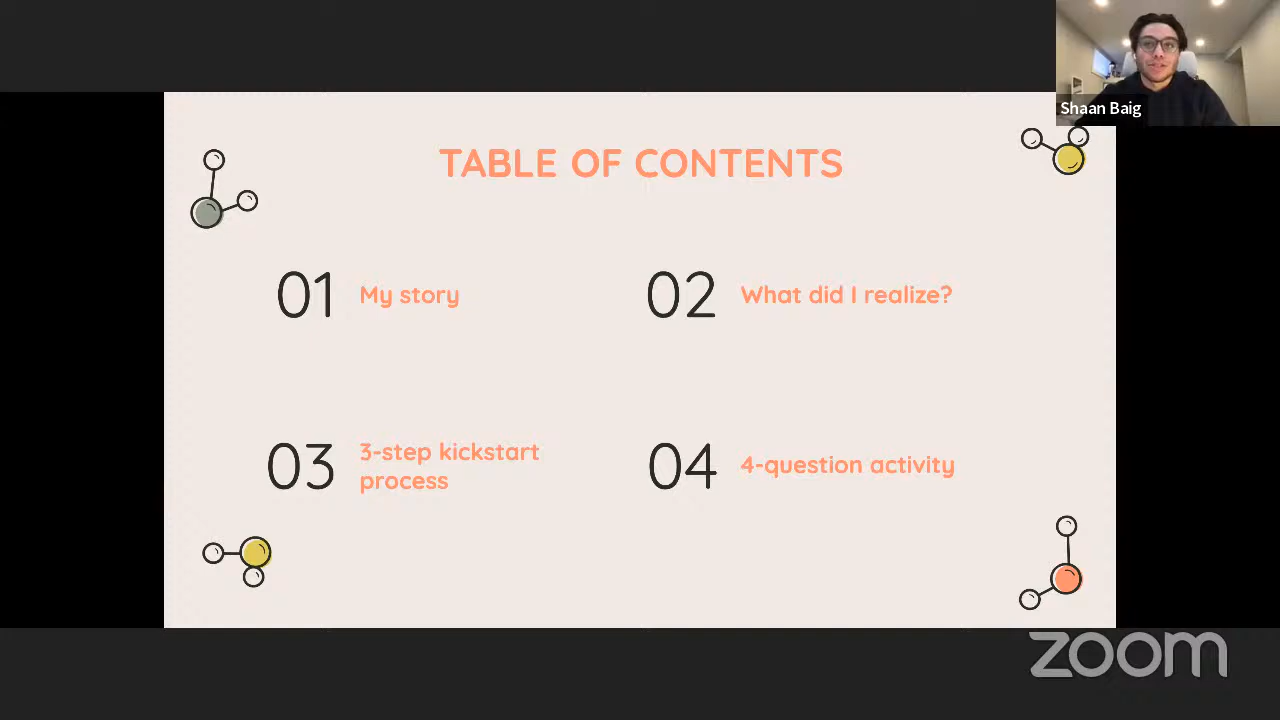 Shaan Baig
TABLE OF CONTENTS
01 My story
02 What did I realize?
03 3-step kickstart
process
04 4-question activity
zoom